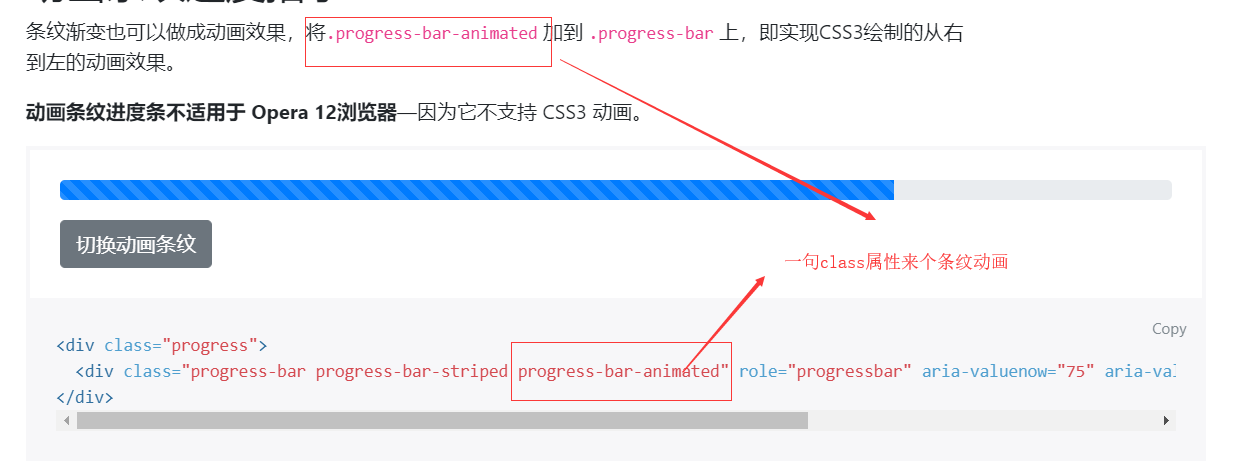 条纹渐变也可以做成动画效果，将.progress-bar-animated 加到 .progress-bar 上，即实现CSS3绘制的从右
到左的动画效果。
动画条纹进度条不适用于 Opera 12浏览器—因为它不支持 CSS3 动画。
切换动画条纹
一句class属性来个条纹动画
Copy
<div class="progress">
<div class="progress-bar progress-bar-striped progress-bar-animated" role="progressbar" aria-valuenow="75"
</div>